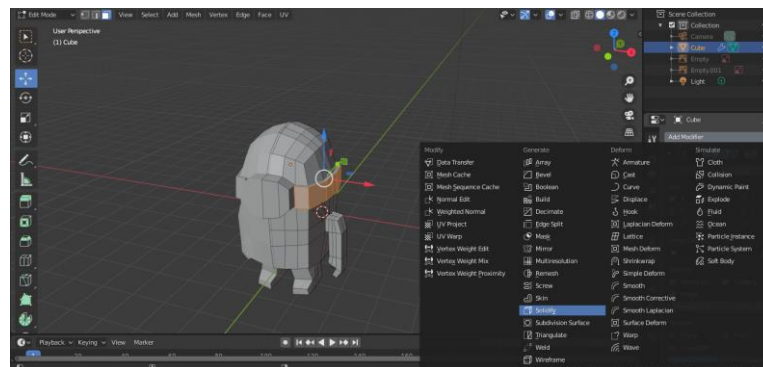 Edit Mode View Select Add Mesh Vertex Edge Face UV
User Perspective
(1) Cube
Scene Collection
Collection
Camera
Cube
Empty
Empty.001
Light
Cube
Add Modifier
Modify Generate Deform Simulate
Data Transfer Array Armature Cloth
Mesh Cache Bevel Cast Collision
Mesh Sequence Cache Boolean Curve Dynamic Paint
Normal Edit Build Displace Explode
Weighted Normal Decimate Hook Fluid
UV Project Edge Split Laplacian Deform Ocean
UV Warp Mask Lattice Particle Instance
Vertex Weight Edit Mirror Mesh Deform Particle System
Vertex Weight Mix Multiresolution Shrinkwrap Soft Body
Vertex Weight Proximity Remesh Simple Deform
Screw Smooth
Skin Smooth Corrective
Solidify Smooth Laplacian
Subdivision Surface Surface Deform
Triangulate Warp
Weld Wave
Wireframe
Playback Keying View Marker